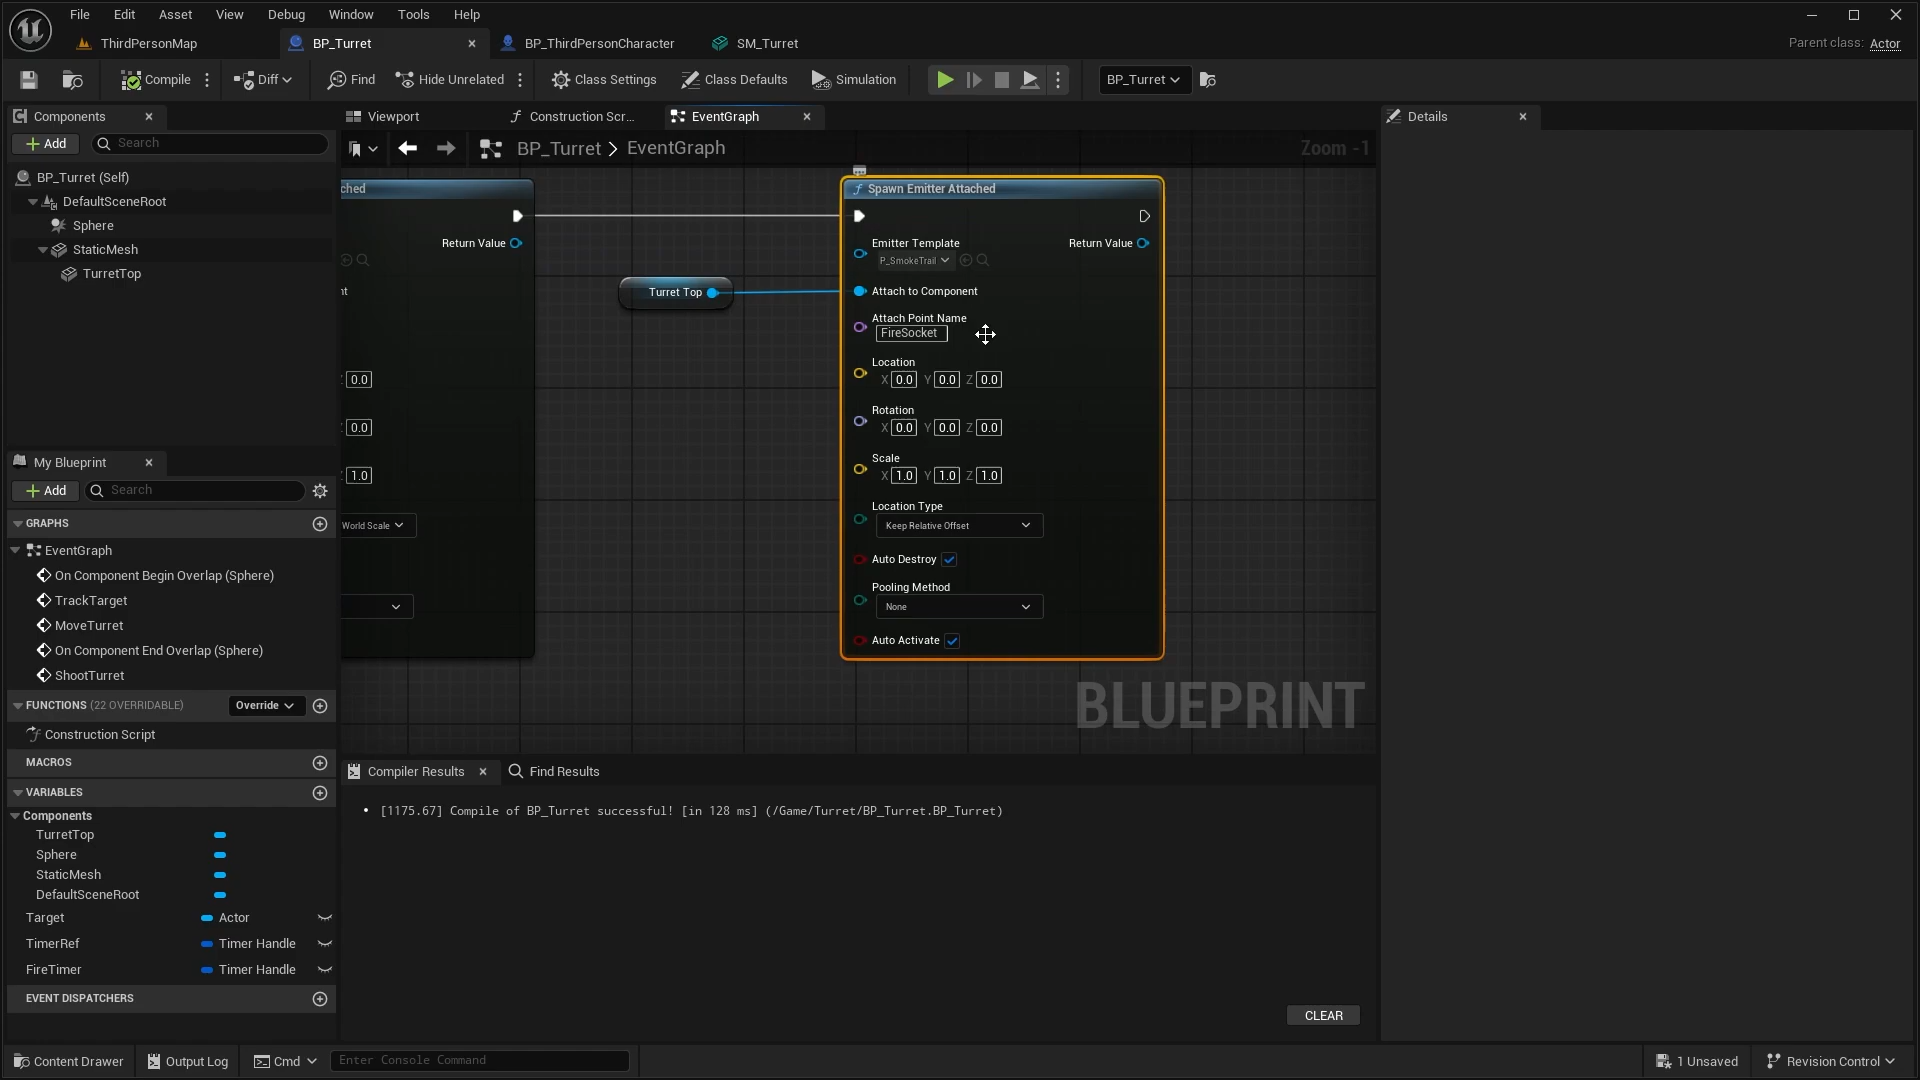 File Edit Asset View Debug Window Tools Help
ThirdPersonMap BP_Turret BP_ThirdPersonCharacter SM_Turret
Parent class: Actor
Compile Diff Find Hide Unrelated Class Settings Class Defaults Simulation BP_Turret
Components
Add Search
BP_Turret (Self)
DefaultSceneRoot
Sphere
StaticMesh
TurretTop
My Blueprint
Add Search
GRAPHS
EventGraph
On Component Begin Overlap (Sphere)
TrackTarget
MoveTurret
On Component End Overlap (Sphere)
ShootTurret
FUNCTIONS (22 OVERRIDABLE) Override
Construction Script
MACROS
VARIABLES
Components
TurretTop
Sphere
StaticMesh
DefaultSceneRoot
Target Actor
TimerRef Timer Handle
FireTimer Timer Handle
EVENT DISPATCHERS
Viewport Construction Scr... EventGraph
BP_Turret > EventGraph Zoom -1
ched
Return Value
nt
0.0
0.0
1.0
World Scale
Turret Top
Spawn Emitter Attached
Emitter Template Return Value
P_SmokeTrail
Attach to Component
Attach Point Name
FireSocket
Location
X 0.0 Y 0.0 Z 0.0
Rotation
X 0.0 Y 0.0 Z 0.0
Scale
X 1.0 Y 1.0 Z 1.0
Location Type
Keep Relative Offset
Auto Destroy
Pooling Method
None
Auto Activate
BLUEPRINT
Compiler Results Find Results
[1175.67] Compile of BP_Turret successful! [in 128 ms] (/Game/Turret/BP_Turret.BP_Turret)
CLEAR
Details
Content Drawer Output Log Cmd Enter Console Command 1 Unsaved Revision Control